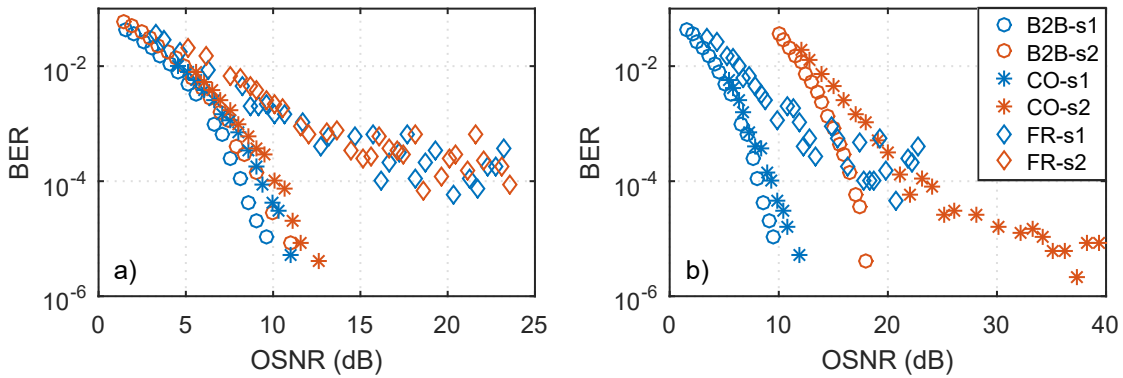 BER
10^-2
10^-4
10^-6
a)
0 5 10 15 20 25
OSNR (dB)
BER
10^-2
10^-4
10^-6
b)
0 10 20 30 40
OSNR (dB)
B2B-s1
B2B-s2
CO-s1
CO-s2
FR-s1
FR-s2